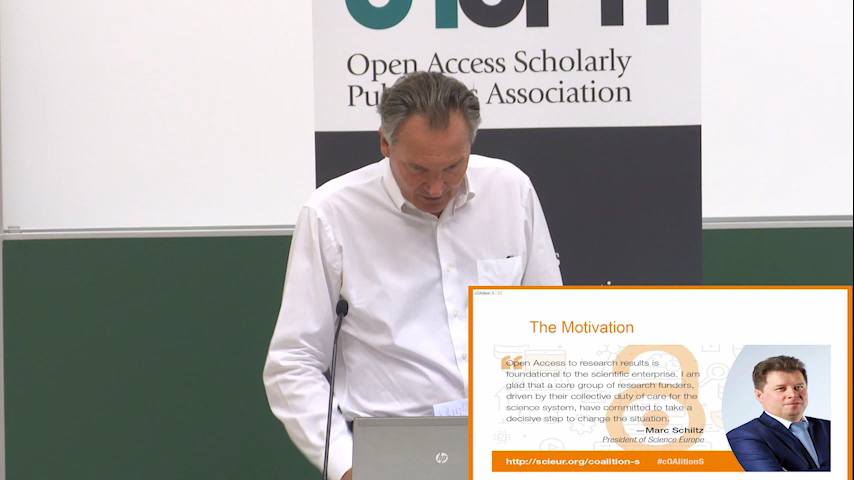 Open Access Scholarly
Association
The Motivation
Open Access to research results is
foundational to the scientific enterprise. I am
glad that a core group of research funders,
driven by their collective duty of care for the
science system, have committed to take a
decisive step to change the situation.
—Marc Schiltz
President of Science Europe
http://scieur.org/coalition-s #cOAlitionS
hp